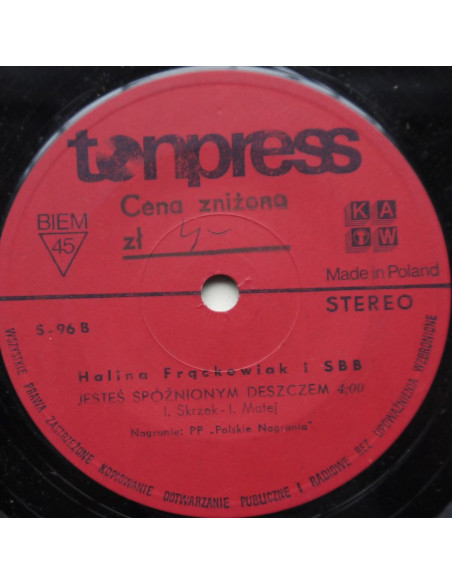 tonpress
Cena zniżona
zł 4-
BIEM
45
K A
W
Made in Poland
STEREO
S-96 B
Halina Frąckowiak i SBB
JESTEŚ SPÓŹNIONYM DESZCZEM 4:00
J. Skrzek - J. Matej
Nagranie: PP „Polskie Nagrania"
WSZYSTKIE PRAWA ZASTRZEŻONE KOPIOWANIE ODTWARZANIE PUBLICZNE I RADIOWE BEZ UPOWAŻNIENIA WZBRONIONE